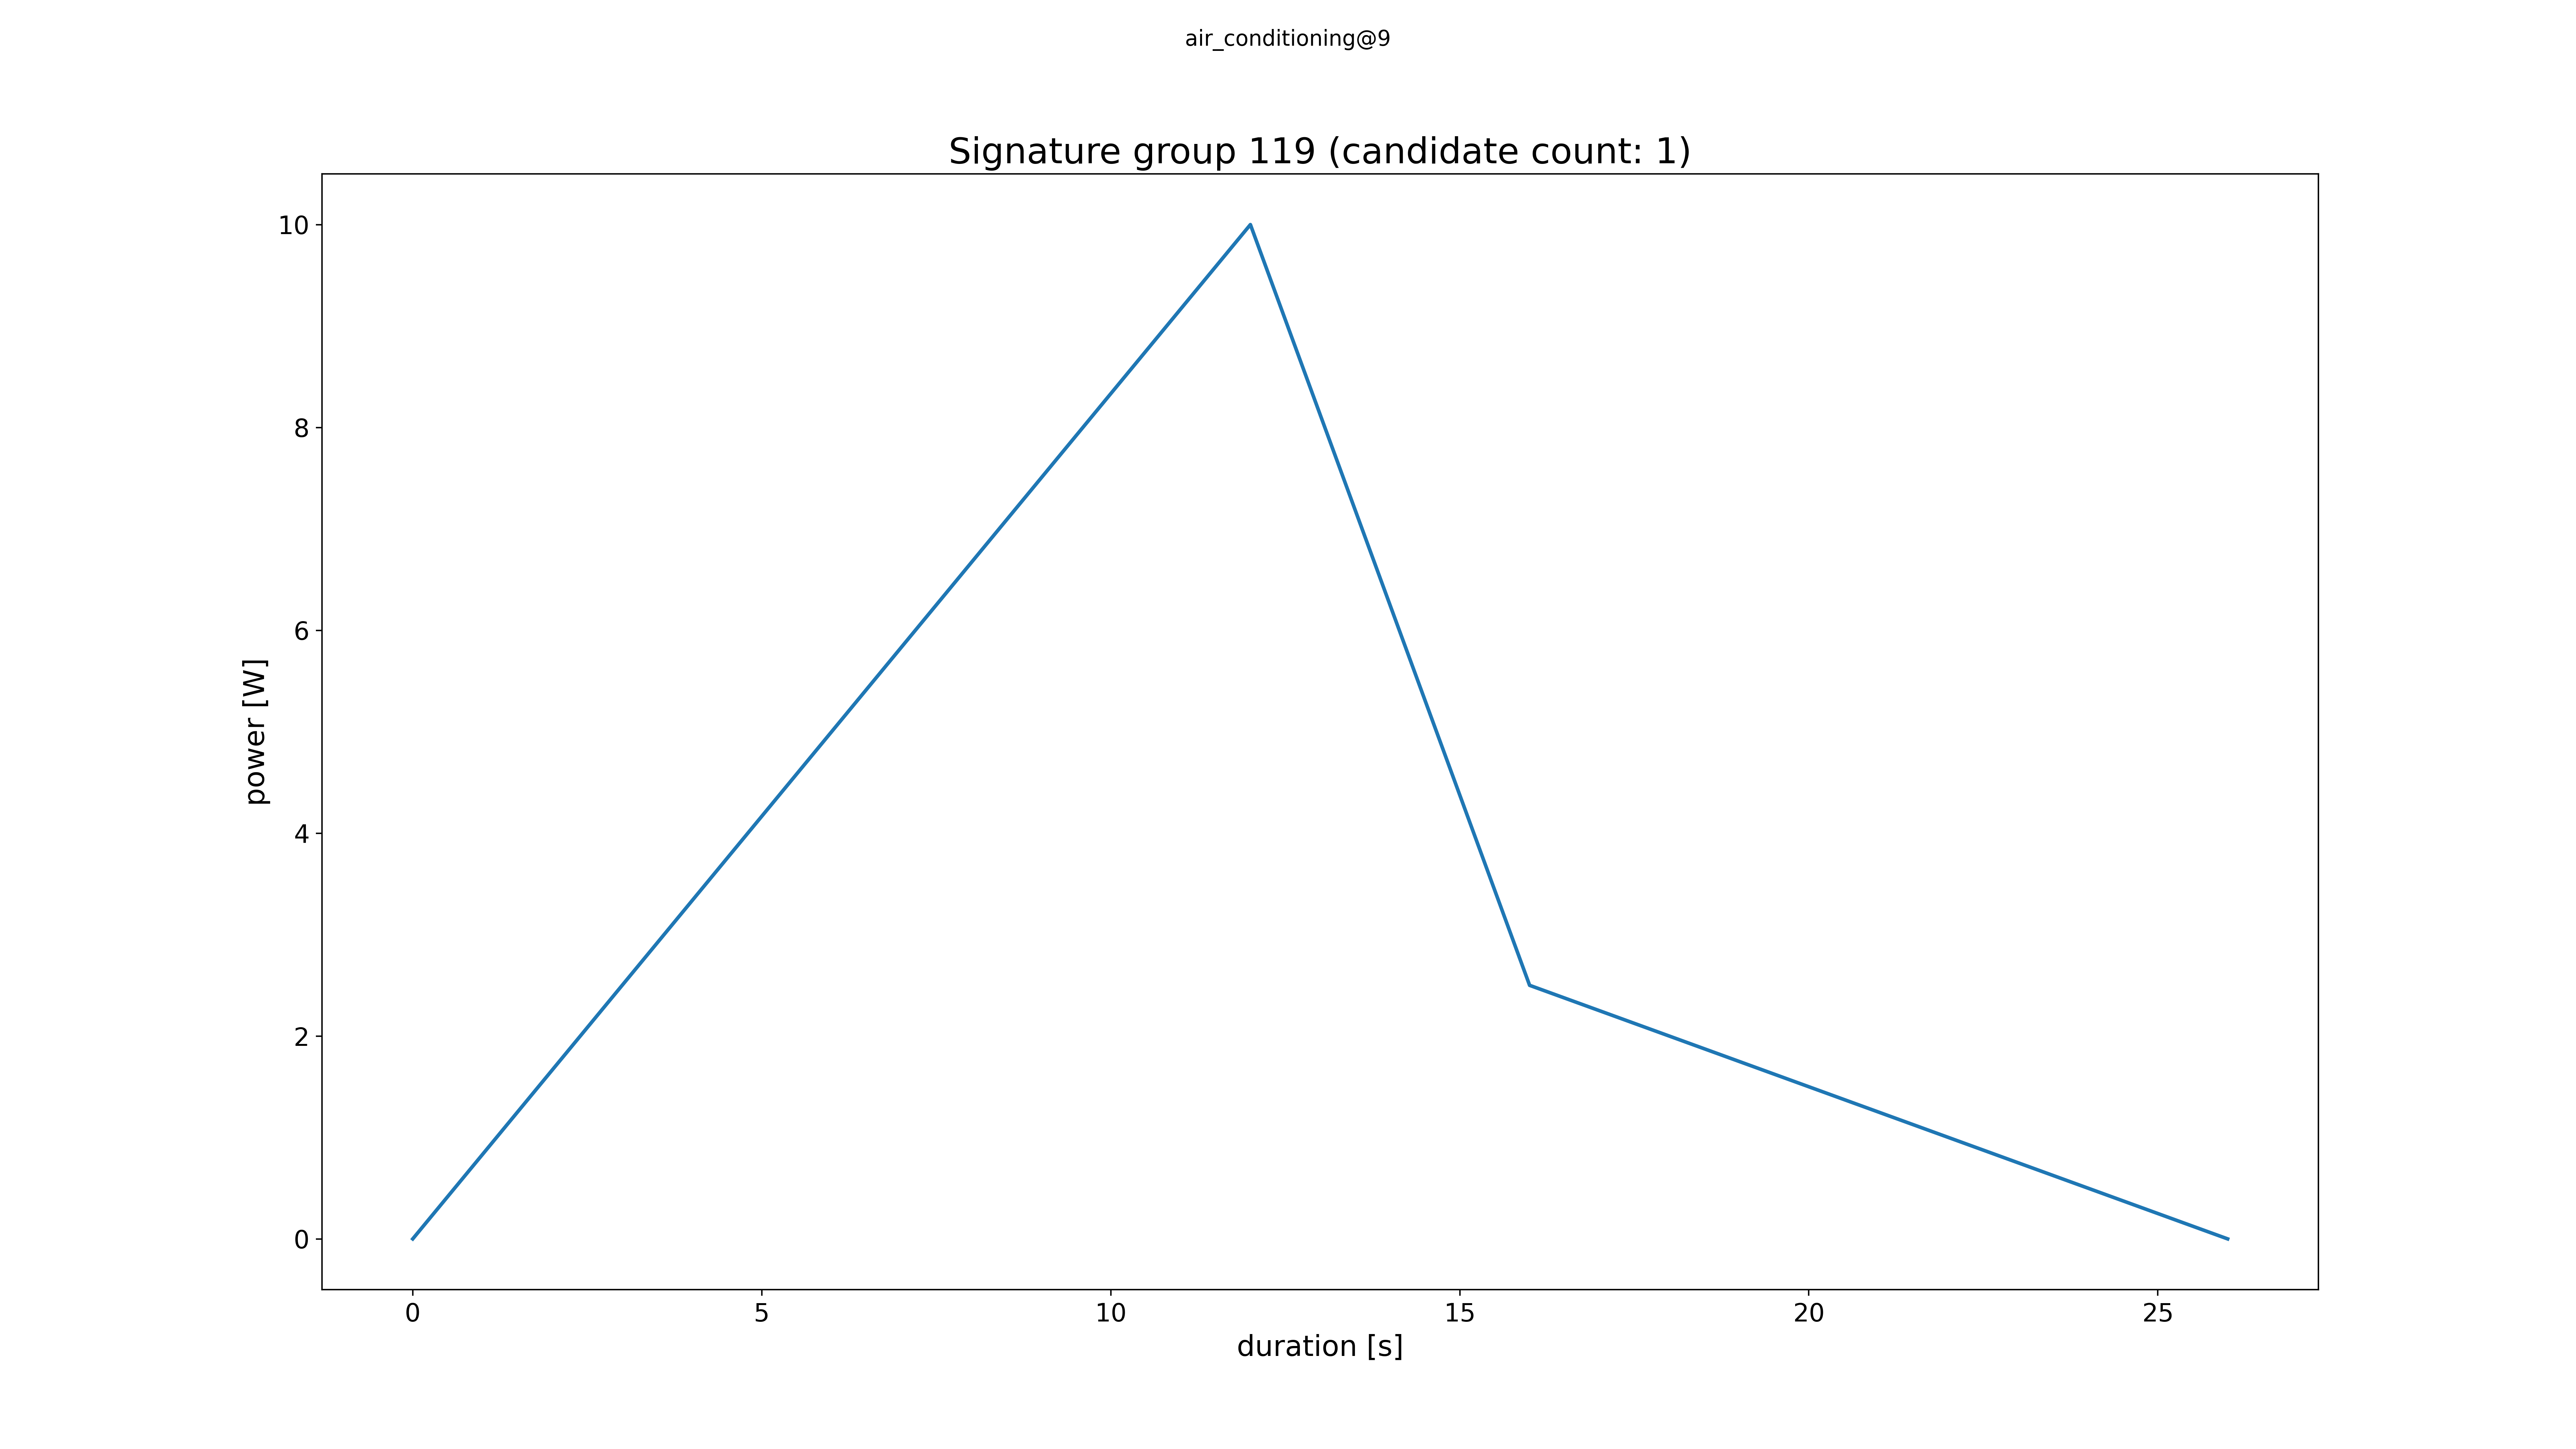 air_conditioning@9
Signature group 119 (candidate count: 1)
10
8
6
4
2
0
power [W]
0 5 10 15 20 25
duration [s]